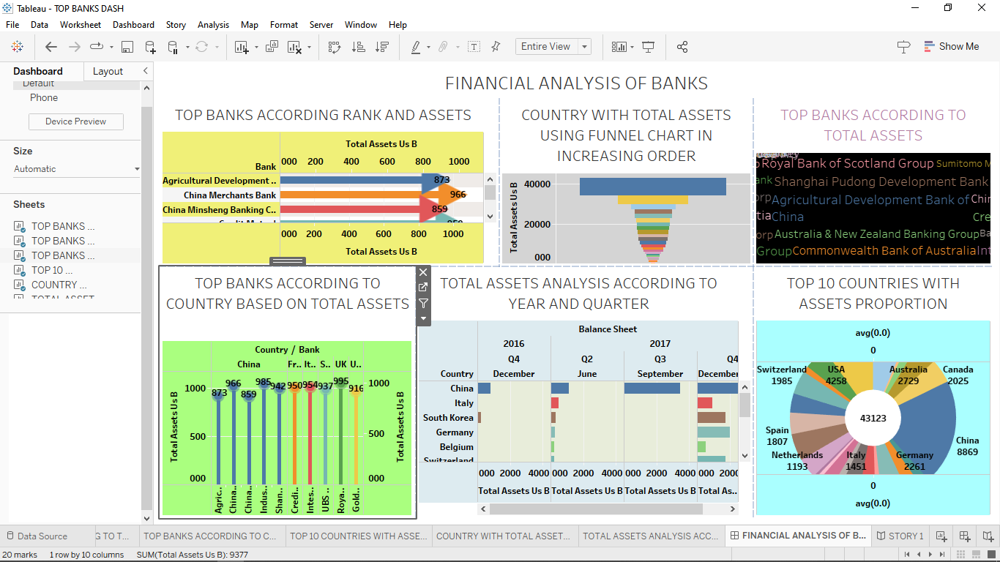 Tableau - TOP BANKS DASH
File Data Worksheet Dashboard Story Analysis Map Format Server Window Help
Entire View
Show Me
Dashboard Layout
Default
Phone
Device Preview
Size
Automatic
Sheets
TOP BANKS ...
TOP BANKS ...
TOP BANKS ...
TOP 10 ...
COUNTRY ...
TOTAL ASSET
FINANCIAL ANALYSIS OF BANKS
TOP BANKS ACCORDING RANK AND ASSETS
Total Assets Us B
Bank 000 200 400 600 800 1000
Agricultural Development .. 873
China Merchants Bank 966
China Minsheng Banking C.. 859
Credit Mutuel
000 200 400 600 800 1000
Total Assets Us B
COUNTRY WITH TOTAL ASSETS
USING FUNNEL CHART IN
INCREASING ORDER
Total Assets Us B
40000
20000
000
TOP BANKS ACCORDING TO
TOTAL ASSETS
Royal Bank of Scotland Group Sumitomo M
Shanghai Pudong Development Bank
Agricultural Development Bank of
China
Australia & New Zealand Banking Group
Group Commonwealth Bank of Australia
TOP BANKS ACCORDING TO
COUNTRY BASED ON TOTAL ASSETS
Country / Bank
China Fr.. It.. S.. UK U..
Total Assets Us B
1000
500
000
873 966 859 985 942 950 954 937 995 916
1000
500
000
Total Assets Us B
Agric.. China.. China.. Indus.. Shan.. Credi.. Intes.. UBS .. Roya.. Gold..
TOTAL ASSETS ANALYSIS ACCORDING TO
YEAR AND QUARTER
Balance Sheet
2016 2017
Q4 Q2 Q3 Q4
Country December June September December
China
Italy
South Korea
Germany
Belgium
Switzerland
000 2000 4000 000 2000 4000 000 2000 4000 000 2000
Total Assets Us B Total Assets Us B Total Assets Us B Total As..
TOP 10 COUNTRIES WITH
ASSETS PROPORTION
avg(0.0)
0
Switzerland
1985
USA
4258
Australia
2729
Canada
2025
43123
Spain
1807
China
8869
Netherlands
1193
Italy
1451
Germany
2261
0
avg(0.0)
Data Source G TO T... TOP BANKS ACCORDING TO C... TOP 10 COUNTRIES WITH ASSE... COUNTRY WITH TOTAL ASSET... TOTAL ASSETS ANALYSIS ACC... FINANCIAL ANALYSIS OF B... STORY 1
20 marks 1 row by 10 columns SUM(Total Assets Us B): 9377